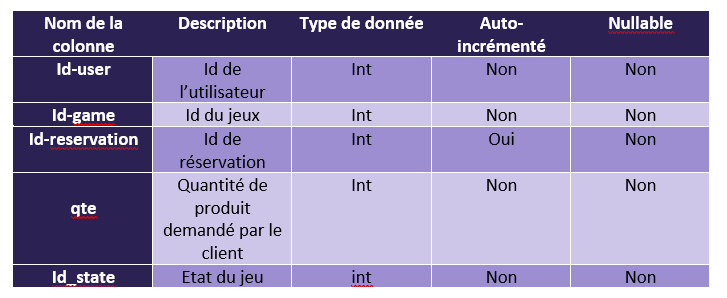 Nom de la colonne Description Type de donnée Auto-incrémenté Nullable
Id-user Id de l’utilisateur Int Non Non
Id-game Id du jeux Int Non Non
Id-reservation Id de réservation Int Oui Non
qte Quantité de produit demandé par le client Int Non Non
Id_state Etat du jeu int Non Non